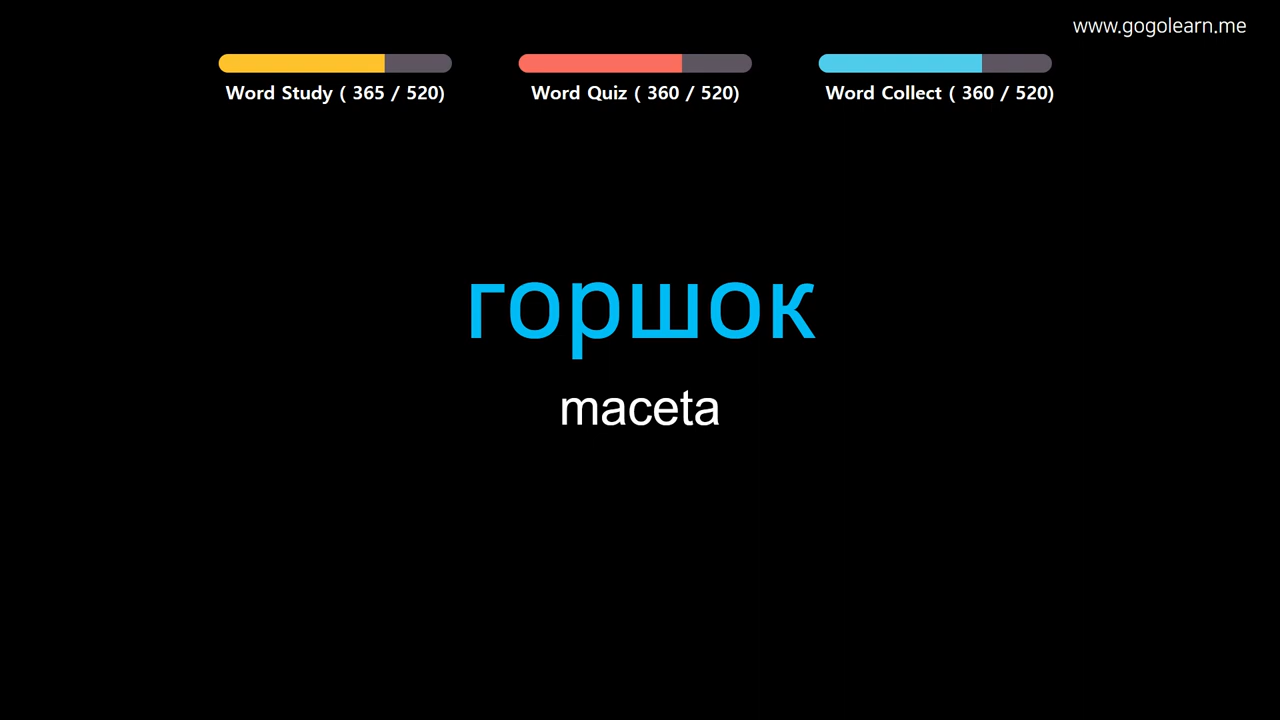 www.gogolearn.me
Word Study ( 365 / 520)
Word Quiz ( 360 / 520)
Word Collect ( 360 / 520)
горшок
maceta